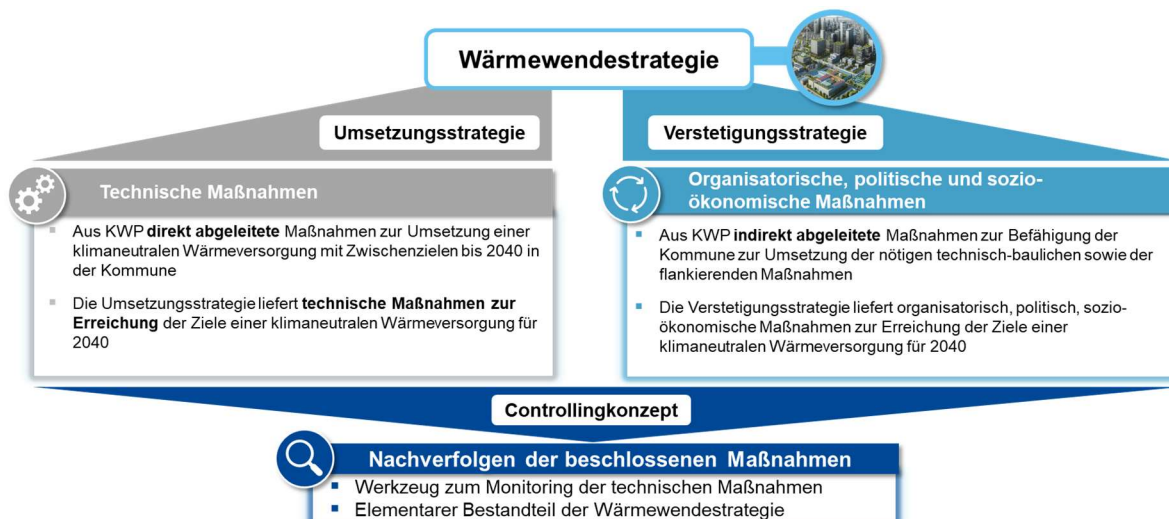 Wärmewendestrategie
Umsetzungsstrategie
Technische Maßnahmen
Aus KWP direkt abgeleitete Maßnahmen zur Umsetzung einer
klimaneutralen Wärmeversorgung mit Zwischenzielen bis 2040 in
der Kommune
Die Umsetzungsstrategie liefert technische Maßnahmen zur
Erreichung der Ziele einer klimaneutralen Wärmeversorgung für
2040
Verstetigungsstrategie
Organisatorische, politische und sozio-
ökonomische Maßnahmen
Aus KWP indirekt abgeleitete Maßnahmen zur Befähigung der
Kommune zur Umsetzung der nötigen technisch-baulichen sowie der
flankierenden Maßnahmen
Die Verstetigungsstrategie liefert organisatorisch, politisch, sozio-
ökonomische Maßnahmen zur Erreichung der Ziele einer
klimaneutralen Wärmeversorgung für 2040
Controllingkonzept
Nachverfolgen der beschlossenen Maßnahmen
Werkzeug zum Monitoring der technischen Maßnahmen
Elementarer Bestandteil der Wärmewendestrategie